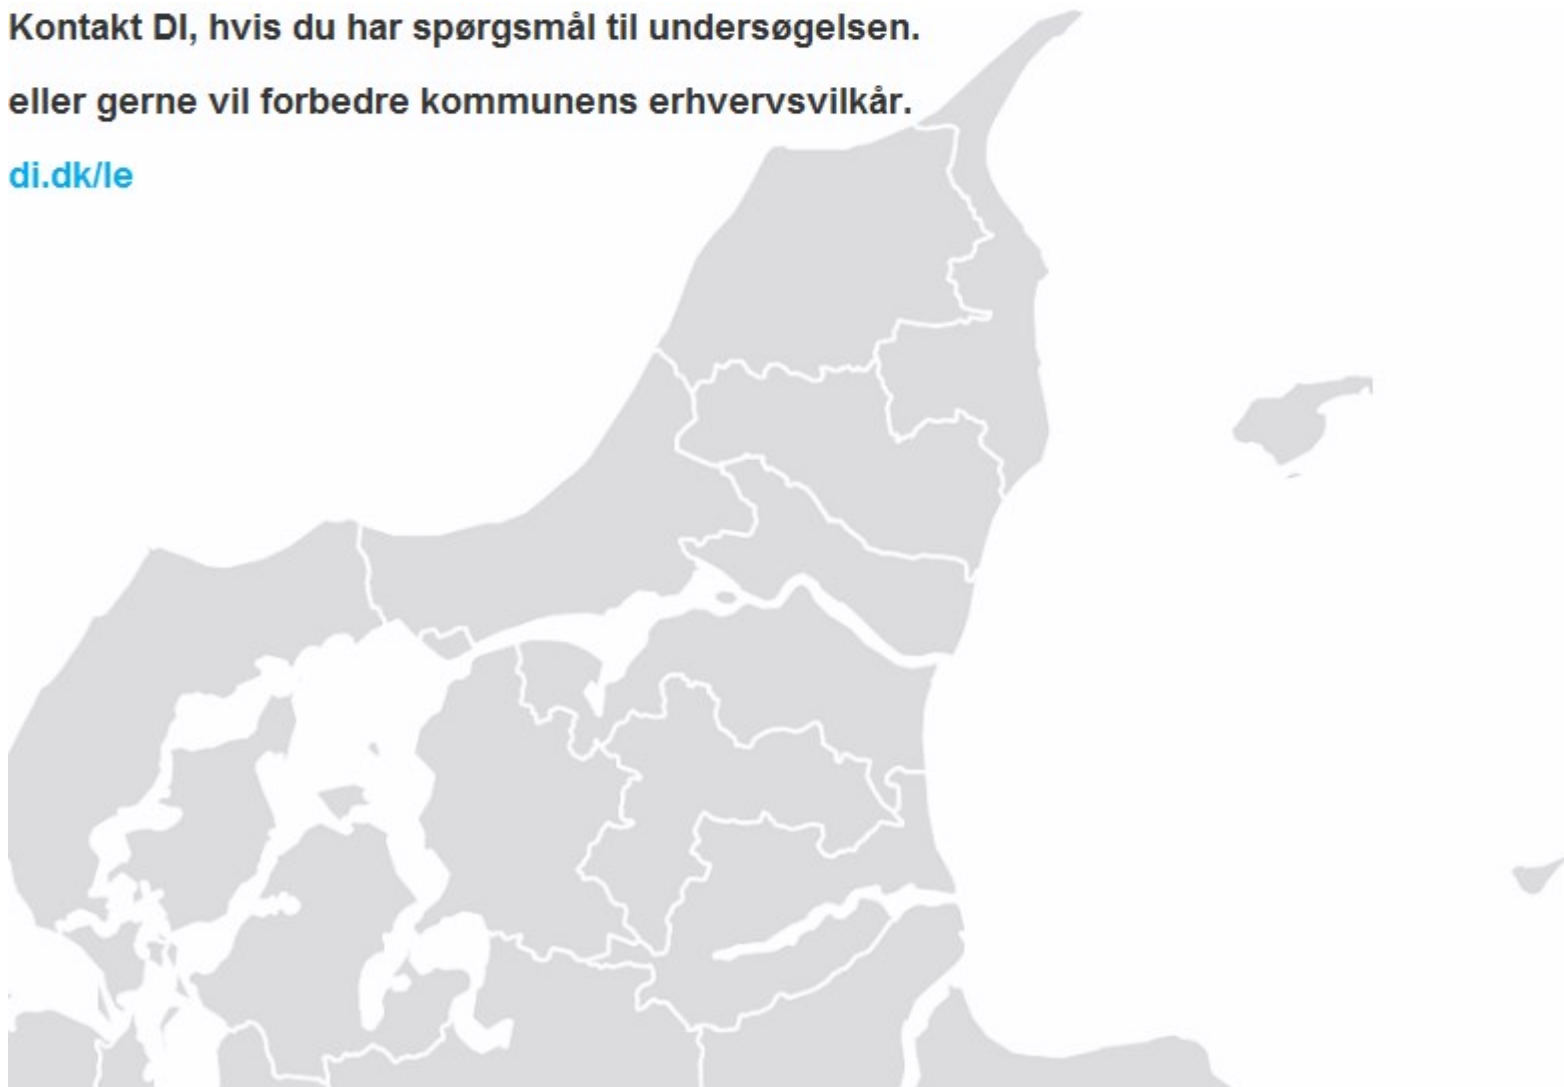 Kontakt DI, hvis du har spørgsmål til undersøgelsen.
eller gerne vil forbedre kommunens erhvervsvilkår.
di.dk/le